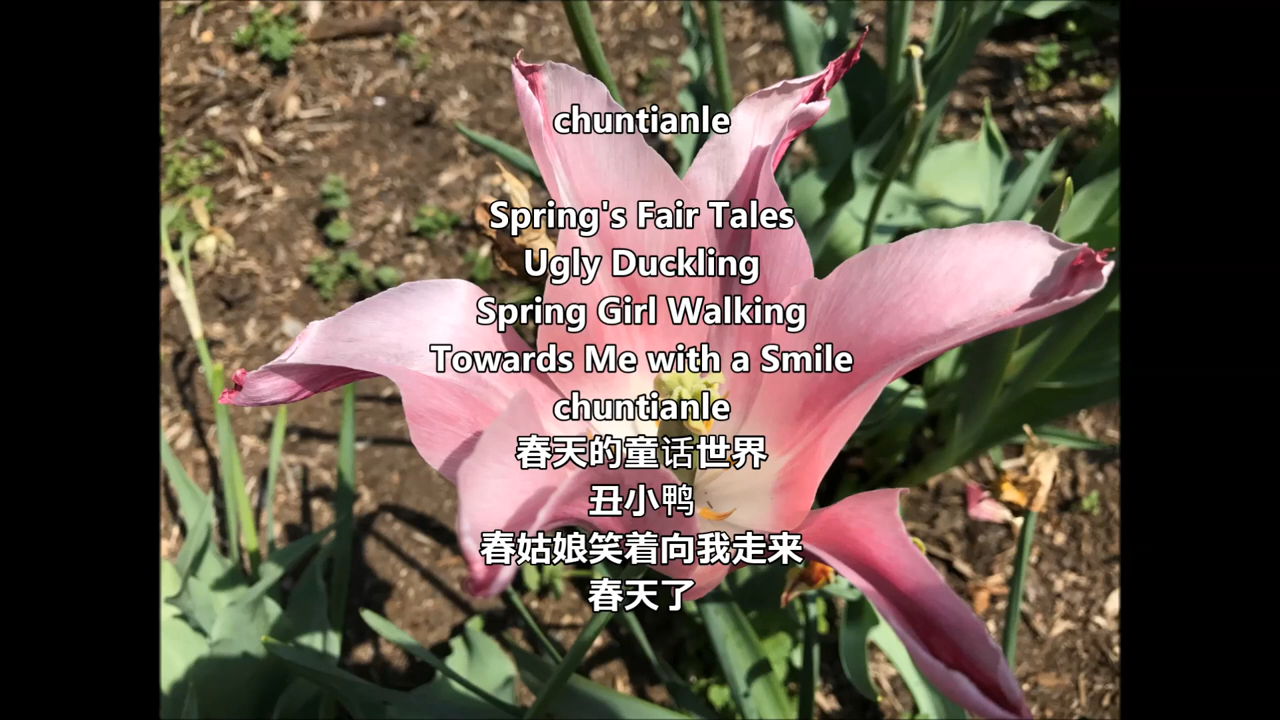 chuntianle
Spring's Fair Tales
Ugly Duckling
Spring Girl Walking
Towards Me with a Smile
chuntianle
春天的童话世界
丑小鸭
春姑娘笑着向我走来
春天了